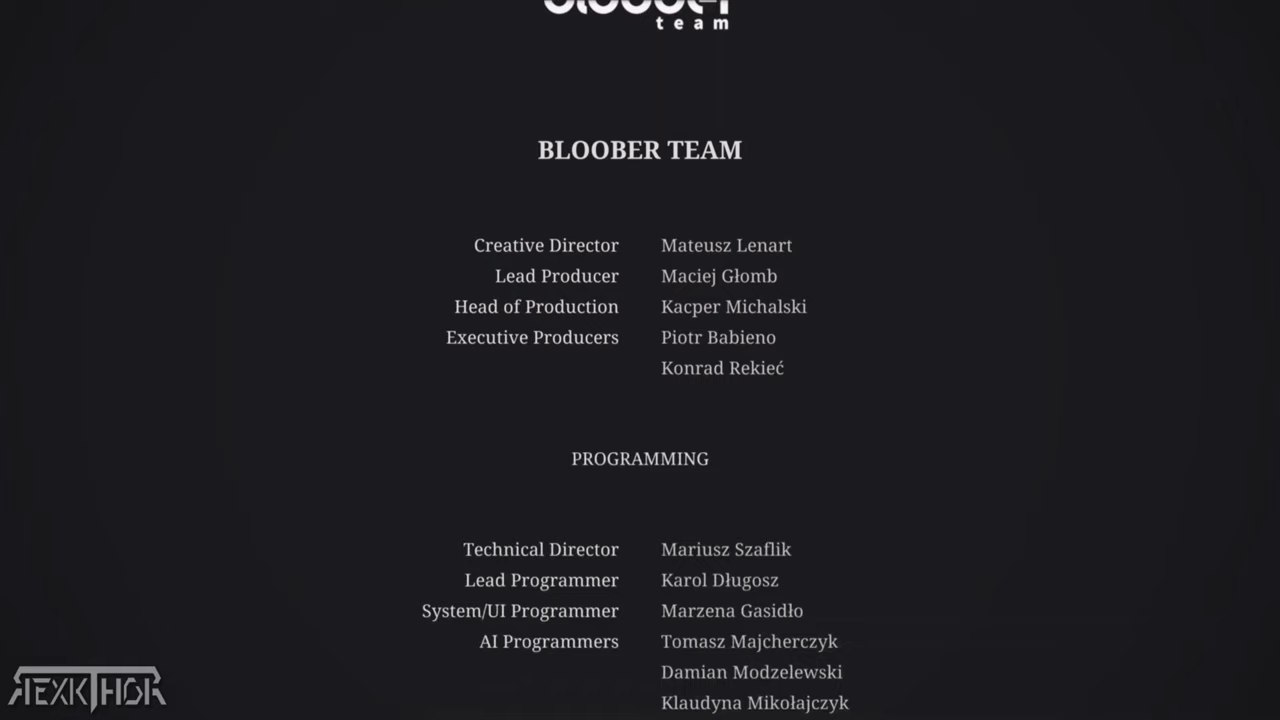 bloober
team
BLOOBER TEAM
Creative Director Mateusz Lenart
Lead Producer Maciej Głomb
Head of Production Kacper Michalski
Executive Producers Piotr Babieno
Konrad Rekieć
PROGRAMMING
Technical Director Mariusz Szaflik
Lead Programmer Karol Długosz
System/UI Programmer Marzena Gasidło
AI Programmers Tomasz Majcherczyk
Damian Modzelewski
Klaudyna Mikołajczyk